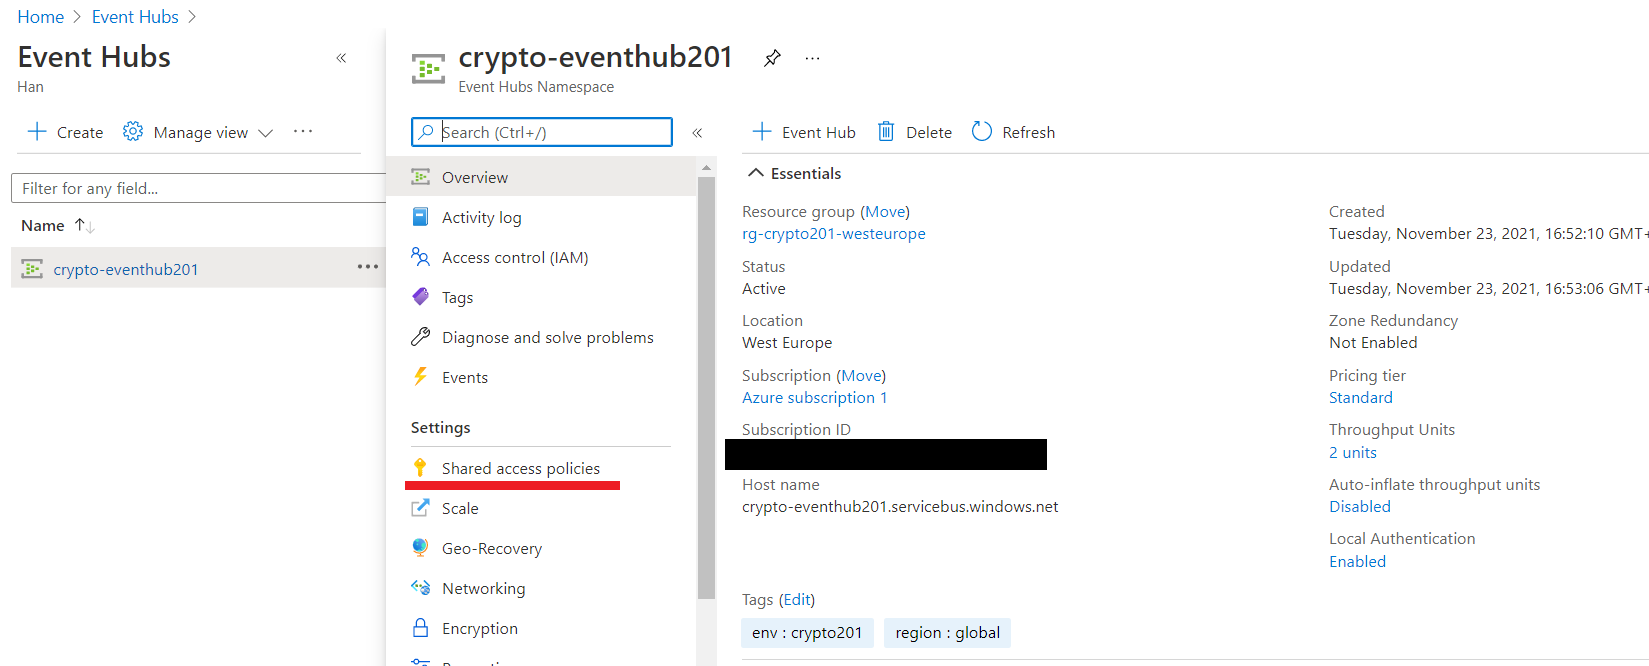 Home > Event Hubs >
Event Hubs
Han
Create Manage view
Filter for any field...
Name
crypto-eventhub201
crypto-eventhub201
Event Hubs Namespace
Search (Ctrl+/)
Overview
Activity log
Access control (IAM)
Tags
Diagnose and solve problems
Events
Settings
Shared access policies
Scale
Geo-Recovery
Networking
Encryption
Event Hub Delete Refresh
Essentials
Resource group (Move)
rg-crypto201-westeurope
Status
Active
Location
West Europe
Subscription (Move)
Azure subscription 1
Subscription ID
Host name
crypto-eventhub201.servicebus.windows.net
Created
Tuesday, November 23, 2021, 16:52:10 GMT+
Updated
Tuesday, November 23, 2021, 16:53:06 GMT+
Zone Redundancy
Not Enabled
Pricing tier
Standard
Throughput Units
2 units
Auto-inflate throughput units
Disabled
Local Authentication
Enabled
Tags (Edit)
env : crypto201 region : global